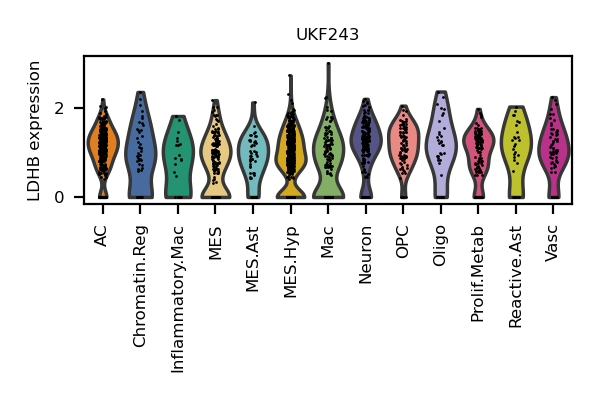 UKF243
LDHB expression
2
0
AC
Chromatin.Reg
Inflammatory.Mac
MES
MES.Ast
MES.Hyp
Mac
Neuron
OPC
Oligo
Prolif.Metab
Reactive.Ast
Vasc